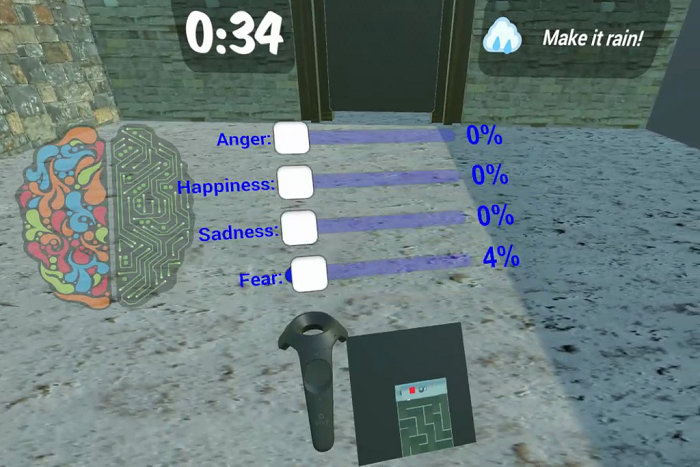 0:34
Make it rain!
Anger: 0%
Happiness: 0%
Sadness: 0%
Fear: 4%